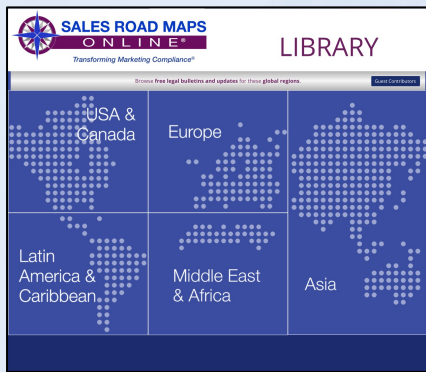 SALES ROAD MAPS
ONLINE®
Transforming Marketing Compliance®
LIBRARY
Browse free legal bulletins and updates for these global regions.
Guest Contributors
USA &
Canada
Europe
Asia
Latin
America &
Caribbean
Middle East
& Africa